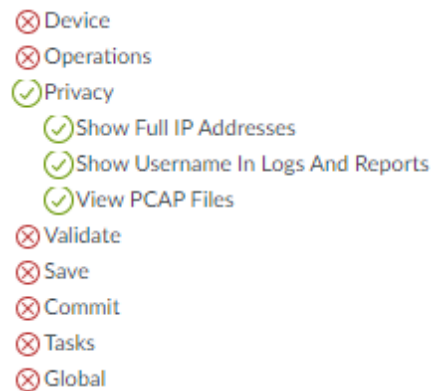 Device
Operations
Privacy
Show Full IP Addresses
Show Username In Logs And Reports
View PCAP Files
Validate
Save
Commit
Tasks
Global